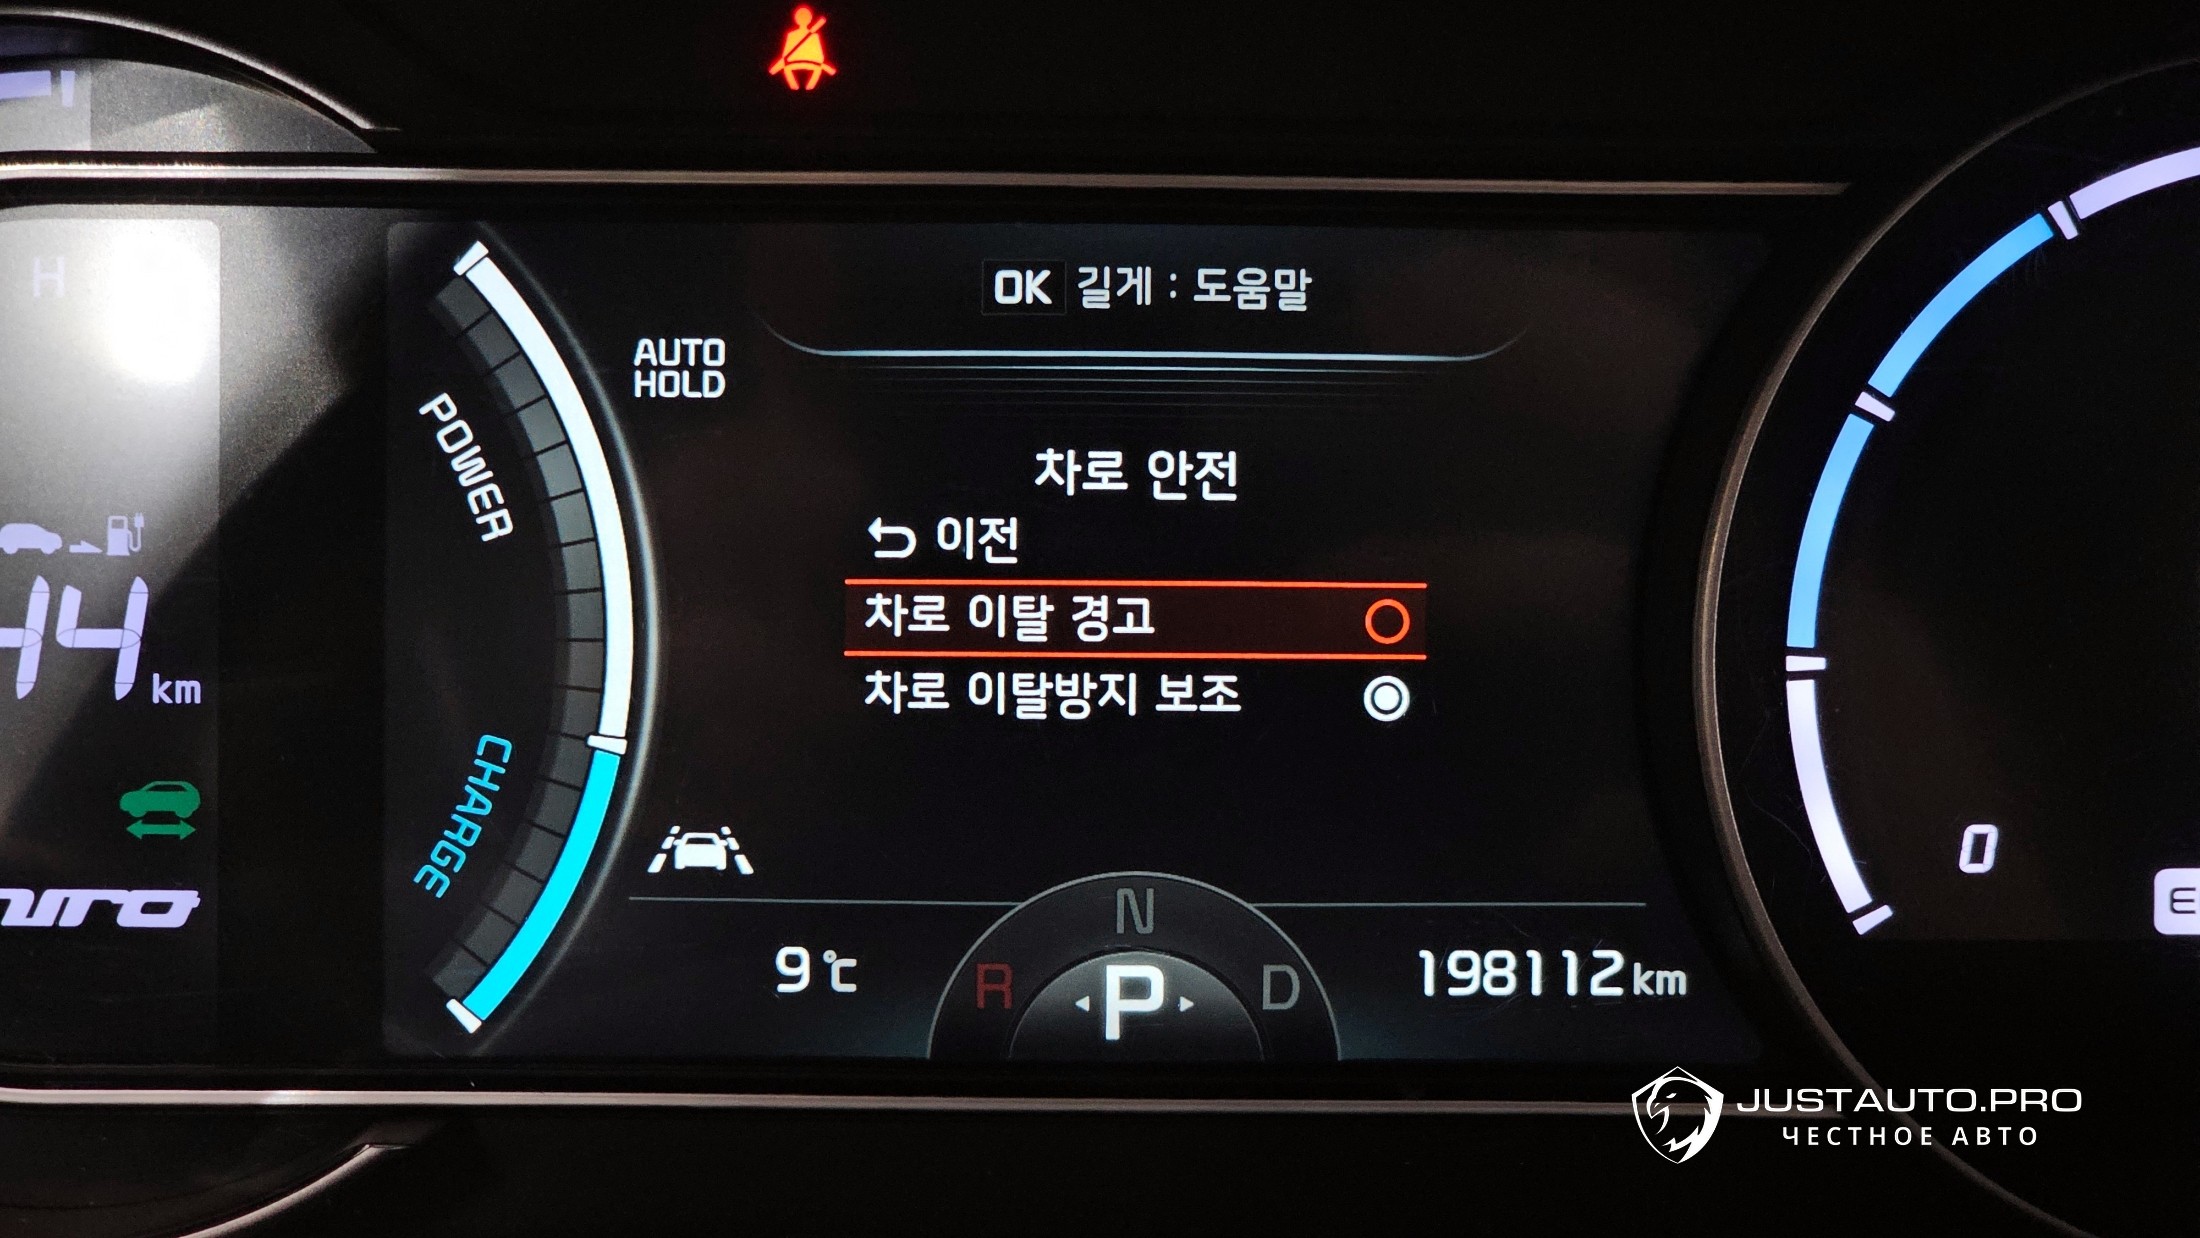 OK 길게 : 도움말
AUTO
HOLD
H
POWER
차로 안전
이전
차로 이탈 경고
차로 이탈방지 보조
44 km
CHARGE
niro
0
E
N
R
P
D
9℃
198112km
JUSTAUTO.PRO
ЧЕСТНОЕ АВТО